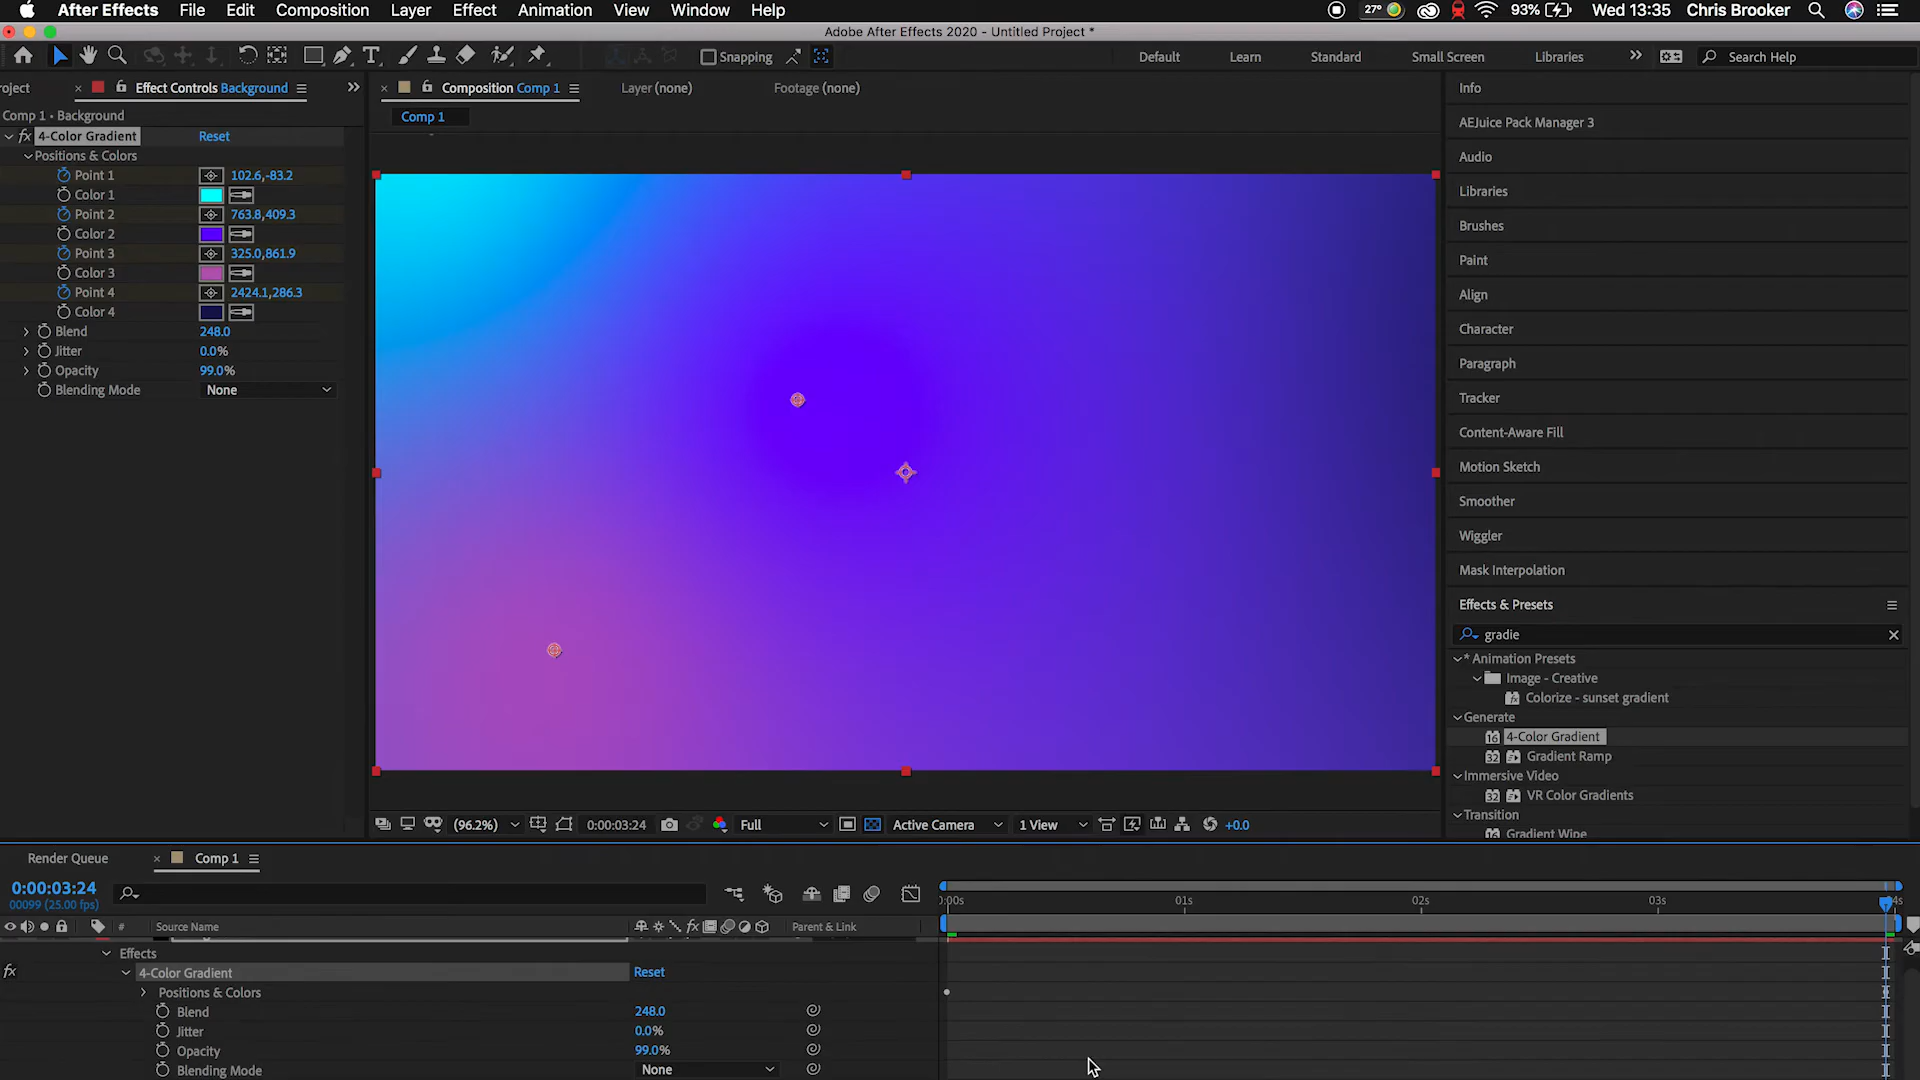 After Effects File Edit Composition Layer Effect Animation View Window Help 27° 93% Wed 13:35 Chris Brooker
Adobe After Effects 2020 - Untitled Project *
Snapping Default Learn Standard Small Screen Libraries Search Help
roject Effect Controls Background Composition Comp 1 Layer (none) Footage (none) Info
Comp 1 • Background Comp 1
fx 4-Color Gradient Reset
Positions & Colors
Point 1 102.6,-83.2
Color 1
Point 2 763.8,409.3
Color 2
Point 3 325.0,861.9
Color 3
Point 4 2424.1,286.3
Color 4
Blend 248.0
Jitter 0.0%
Opacity 99.0%
Blending Mode None
AEJuice Pack Manager 3
Audio
Libraries
Brushes
Paint
Align
Character
Paragraph
Tracker
Content-Aware Fill
Motion Sketch
Smoother
Wiggler
Mask Interpolation
Effects & Presets
gradie
* Animation Presets
Image - Creative
Colorize - sunset gradient
Generate
16 4-Color Gradient
32 Gradient Ramp
Immersive Video
32 VR Color Gradients
Transition
16 Gradient Wipe
(96.2%) 0:00:03:24 Full Active Camera 1 View +0.0
Render Queue Comp 1
0:00:03:24
00099 (25.00 fps)
:00s 01s 02s 03s 4s
# Source Name fx Parent & Link
Effects
fx 4-Color Gradient Reset
Positions & Colors
Blend 248.0
Jitter 0.0%
Opacity 99.0%
Blending Mode None